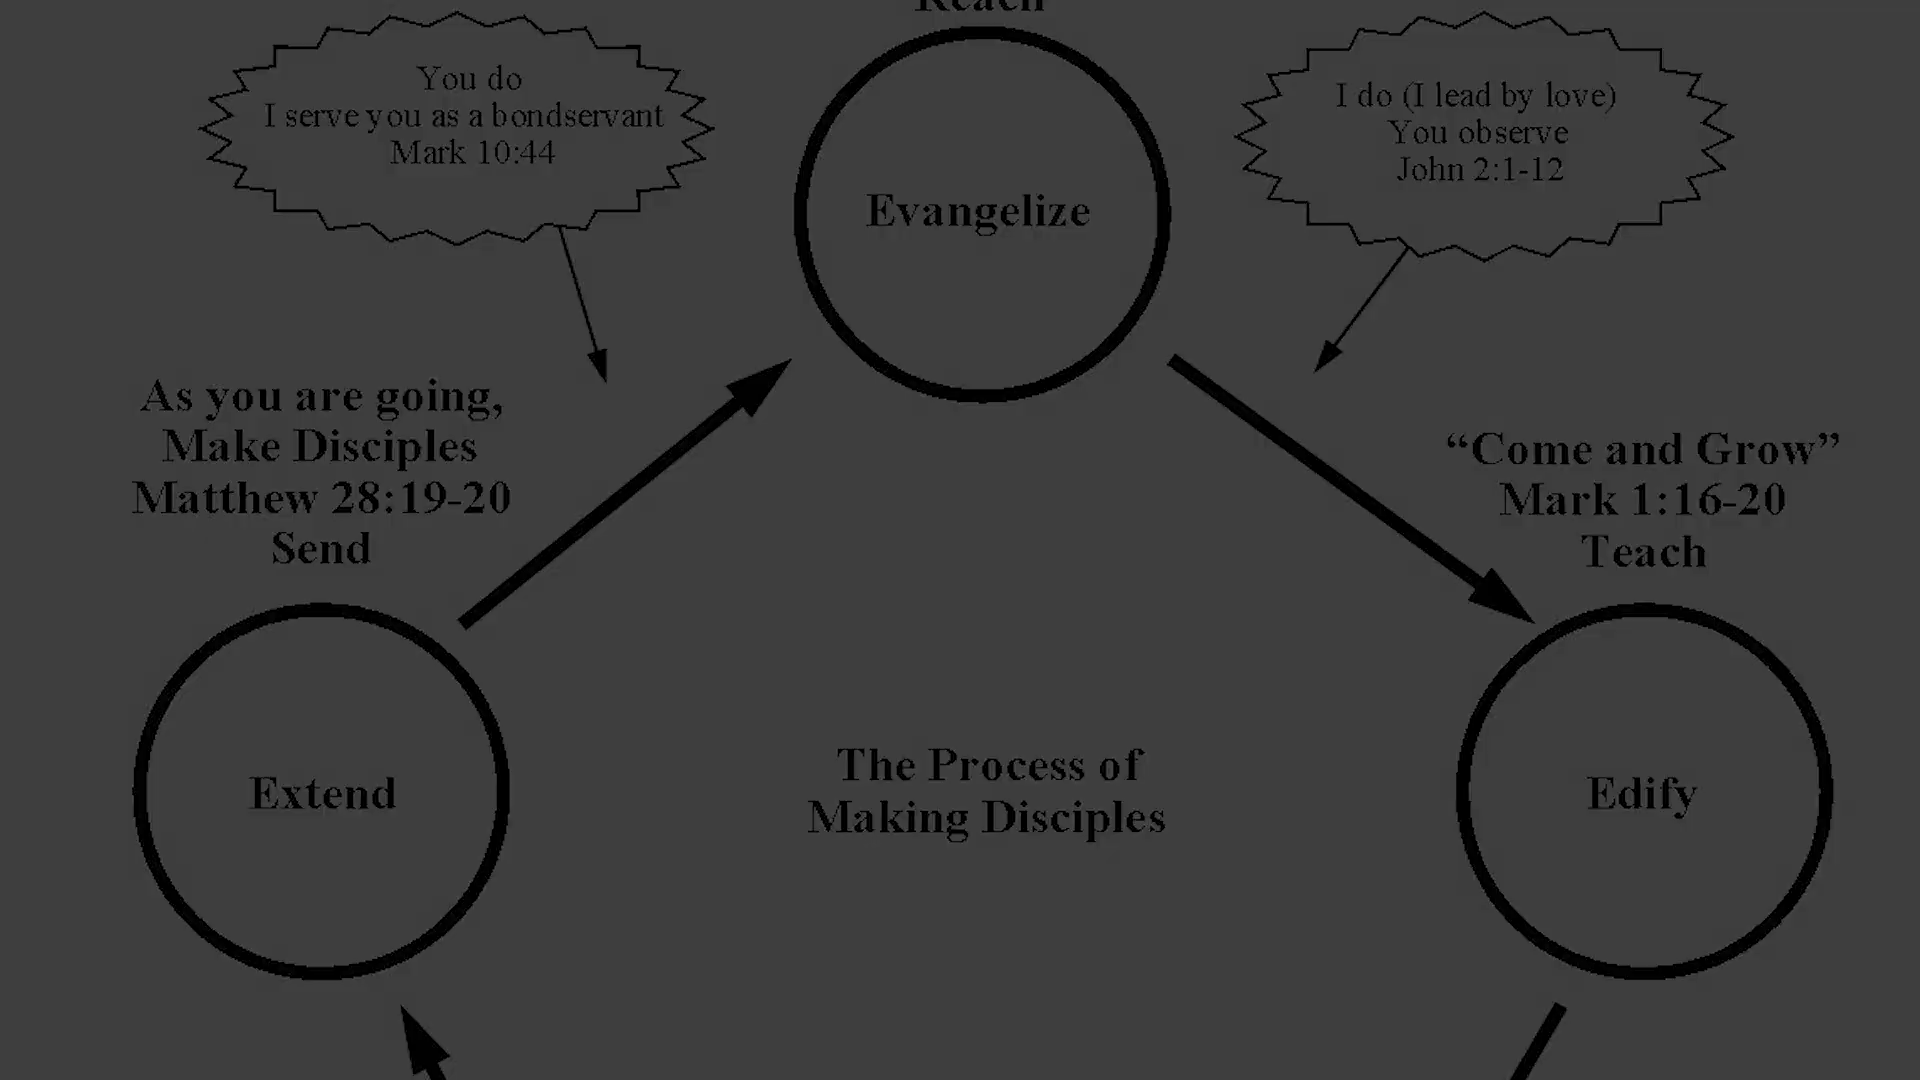 Reach
You do
I serve you as a bondservant
Mark 10:44
I do (I lead by love)
You observe
John 2:1-12
Evangelize
As you are going,
Make Disciples
Matthew 28:19-20
Send
“Come and Grow”
Mark 1:16-20
Teach
Extend
The Process of
Making Disciples
Edify